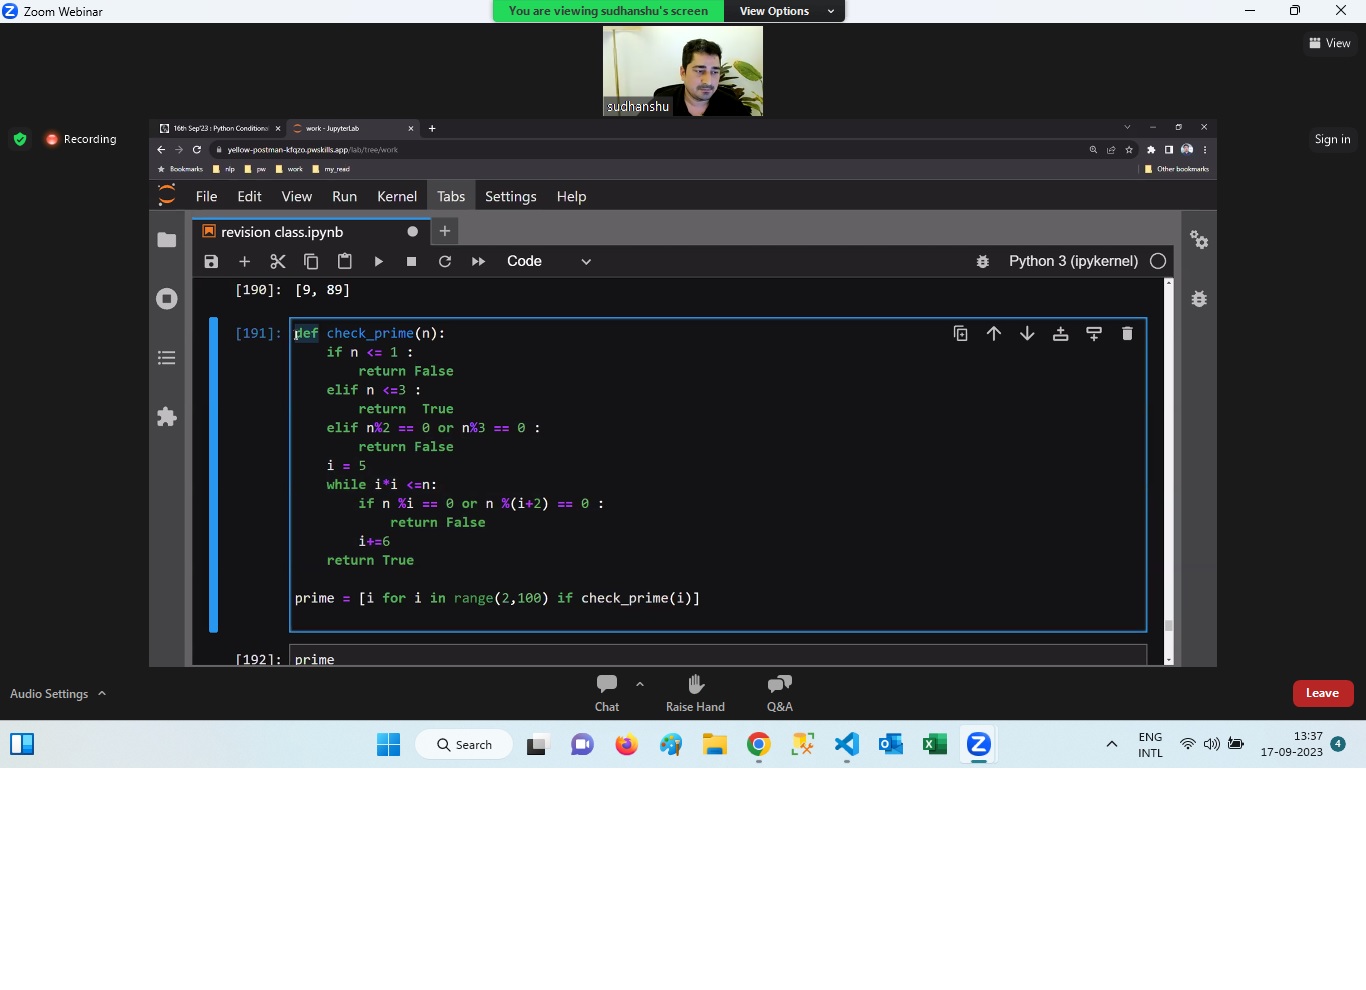 Zoom Webinar
You are viewing sudhanshu's screen
View Options
View
sudhanshu
Recording
Sign in
16th Sep'23 : Python Conditiona
work - JupyterLab
yellow-postman-kfqzo.pwskills.app/lab/tree/work
Bookmarks nlp pw work my_read Other bookmarks
File Edit View Run Kernel Tabs Settings Help
revision class.ipynb
Code
Python 3 (ipykernel)
[190]: [9, 89]
[191]: def check_prime(n):
    if n <= 1 :
        return False
    elif n <=3 :
        return  True
    elif n%2 == 0 or n%3 == 0 :
        return False
    i = 5
    while i*i <=n:
        if n %i == 0 or n %(i+2) == 0 :
            return False
        i+=6
    return True
prime = [i for i in range(2,100) if check_prime(i)]
[192]: prime
Audio Settings
Chat
Raise Hand
Q&A
Leave
Search
ENG
INTL
13:37
17-09-2023
4